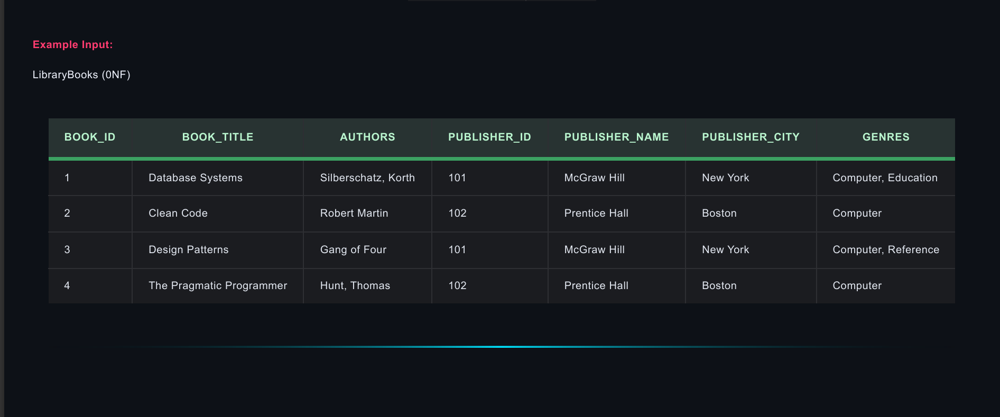 Example Input:
LibraryBooks (0NF)
BOOK_ID BOOK_TITLE AUTHORS PUBLISHER_ID PUBLISHER_NAME PUBLISHER_CITY GENRES
1 Database Systems Silberschatz, Korth 101 McGraw Hill New York Computer, Education
2 Clean Code Robert Martin 102 Prentice Hall Boston Computer
3 Design Patterns Gang of Four 101 McGraw Hill New York Computer, Reference
4 The Pragmatic Programmer Hunt, Thomas 102 Prentice Hall Boston Computer